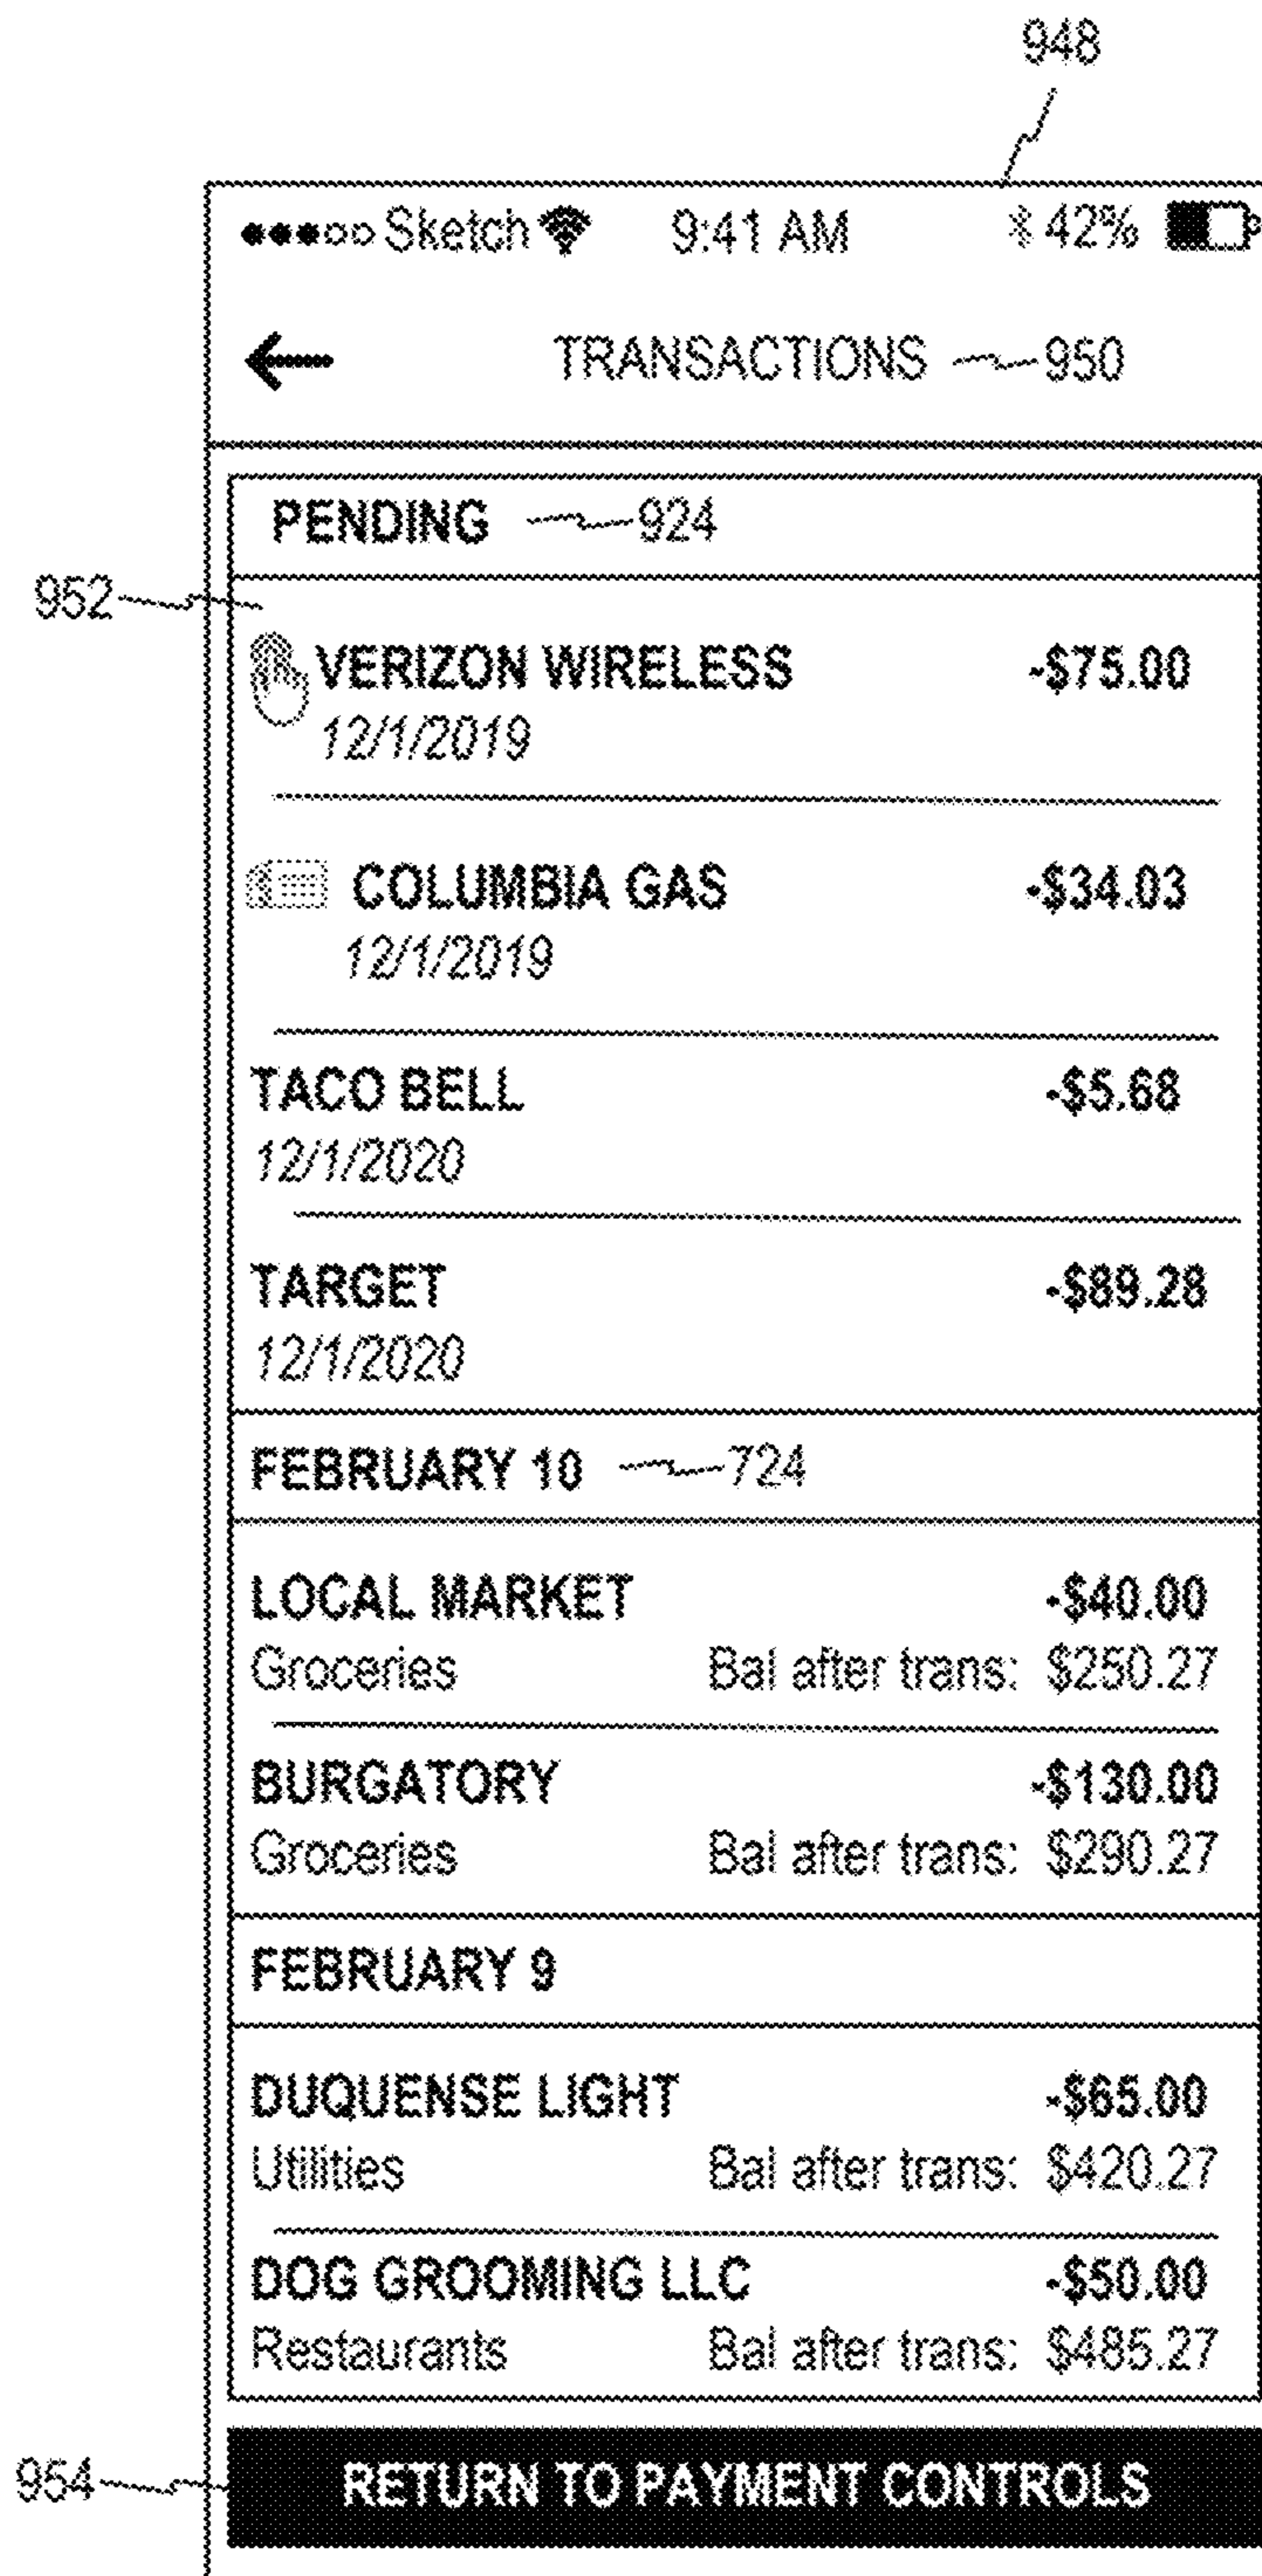 948
Sketch 9:41 AM 42%
TRANSACTIONS 950
PENDING 924
952
VERIZON WIRELESS -$75.00
12/1/2019
COLUMBIA GAS -$34.03
12/1/2019
TACO BELL -$5.68
12/1/2020
TARGET -$89.28
12/1/2020
FEBRUARY 10 724
LOCAL MARKET -$40.00
Groceries Bal after trans: $250.27
BURGATORY -$130.00
Groceries Bal after trans: $290.27
FEBRUARY 9
DUQUENSE LIGHT -$65.00
Utilities Bal after trans: $420.27
DOG GROOMING LLC -$50.00
Restaurants Bal after trans: $485.27
954 RETURN TO PAYMENT CONTROLS